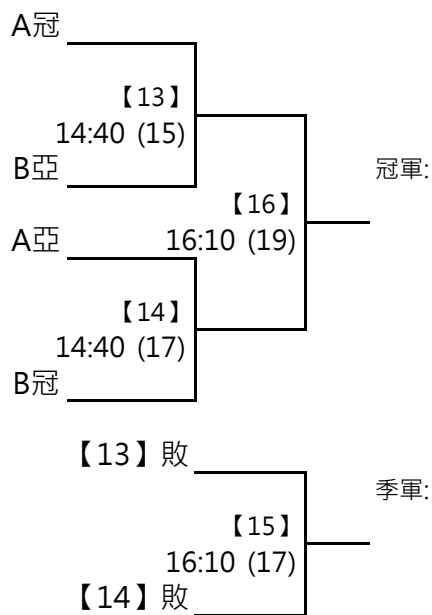 A冠
【13】
14:40 (15)
B亞
冠軍:
【16】
A亞
16:10 (19)
【14】
14:40 (17)
B冠
【13】敗
季軍:
【15】
16:10 (17)
【14】敗